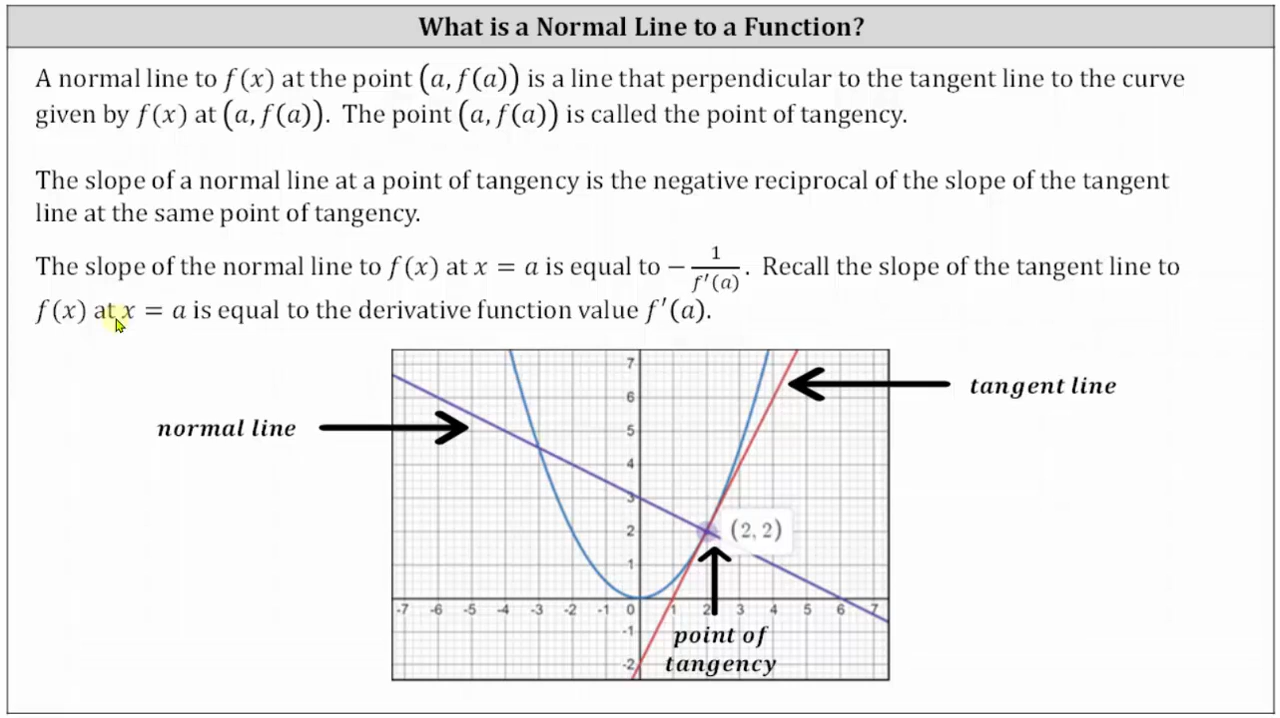 What is a Normal Line to a Function?
A normal line to f(x) at the point (a, f(a)) is a line that perpendicular to the tangent line to the curve
given by f(x) at (a, f(a)). The point (a, f(a)) is called the point of tangency.
The slope of a normal line at a point of tangency is the negative reciprocal of the slope of the tangent
line at the same point of tangency.
The slope of the normal line to f(x) at x = a is equal to −1/f′(a). Recall the slope of the tangent line to
f(x) at x = a is equal to the derivative function value f′(a).
7
tangent line
6
normal line
5
4
3
2
(2, 2)
1
-7 -6 -5 -4 -3 -2 -1 0 1 2 3 4 5 6 7
-1
point of
-2
tangency